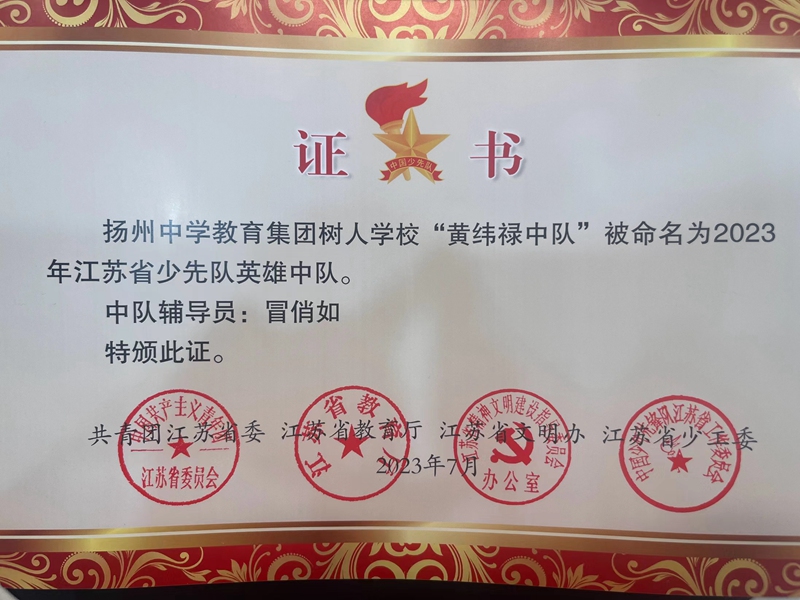 证 书
中国少先队
扬州中学教育集团树人学校“黄纬禄中队”被命名为2023
年江苏省少先队英雄中队。
中队辅导员：冒俏如
特颁此证。
共青团江苏省委 江苏省教育厅 江苏省文明办 江苏省少工委
2023年7月
江苏省委员会
办公室